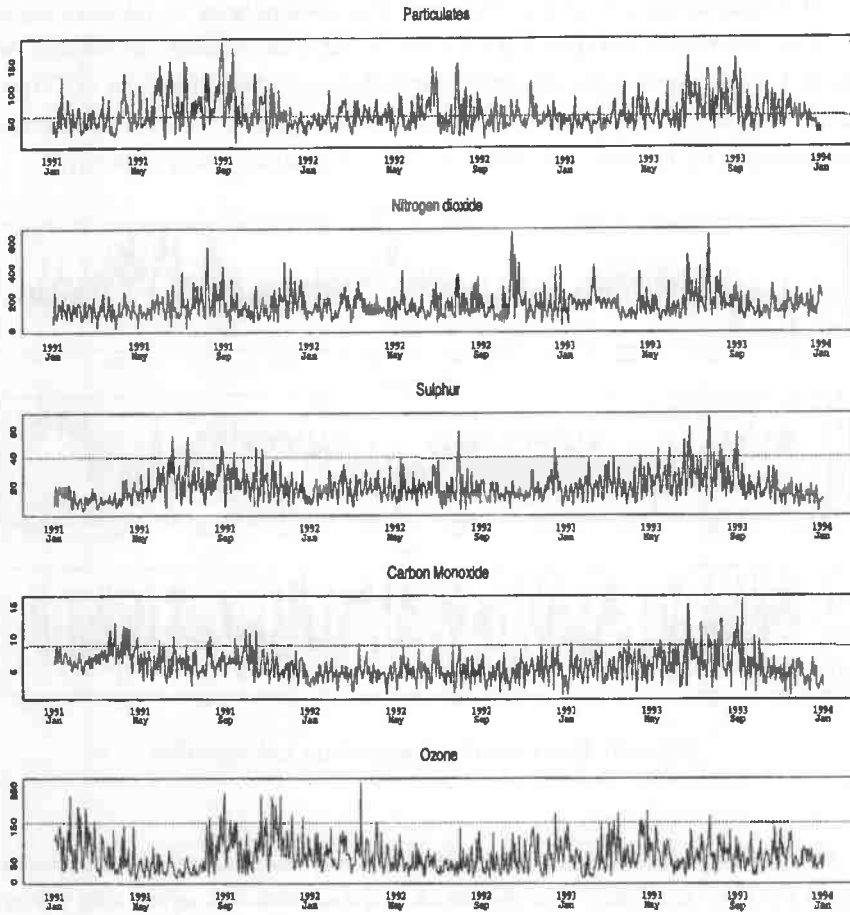 Particulates
50 100 150
1991 1991 1991 1992 1992 1992 1993 1993 1993 1994
Jan May Sep Jan May Sep Jan May Sep Jan
Nitrogen dioxide
0 200 400 600
1991 1991 1991 1992 1992 1992 1993 1993 1993 1994
Jan May Sep Jan May Sep Jan May Sep Jan
Sulphur
20 40 60
1991 1991 1991 1992 1992 1992 1993 1993 1993 1994
Jan May Sep Jan May Sep Jan May Sep Jan
Carbon Monoxide
5 10 15
1991 1991 1991 1992 1992 1992 1993 1993 1993 1994
Jan May Sep Jan May Sep Jan May Sep Jan
Ozone
0 50 150 250
1991 1991 1991 1992 1992 1992 1993 1993 1993 1994
Jan May Sep Jan May Sep Jan May Sep Jan